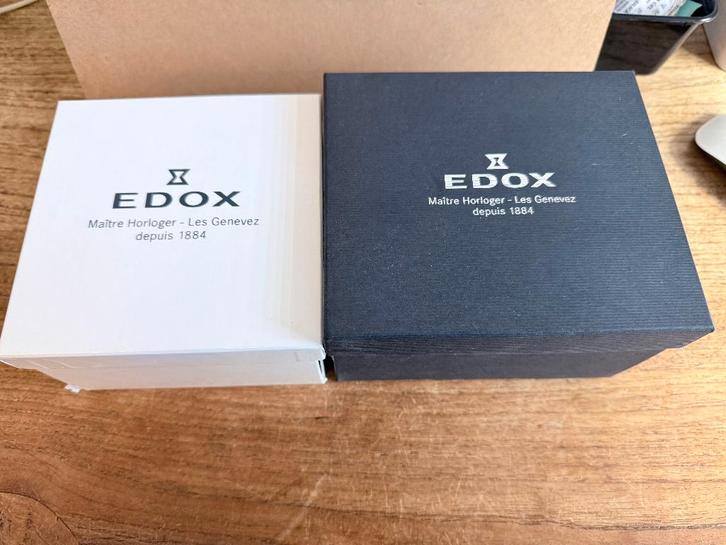 EDOX
Maître Horloger - Les Genevez
depuis 1884
EDOX
Maître Horloger - Les Genevez
depuis 1884